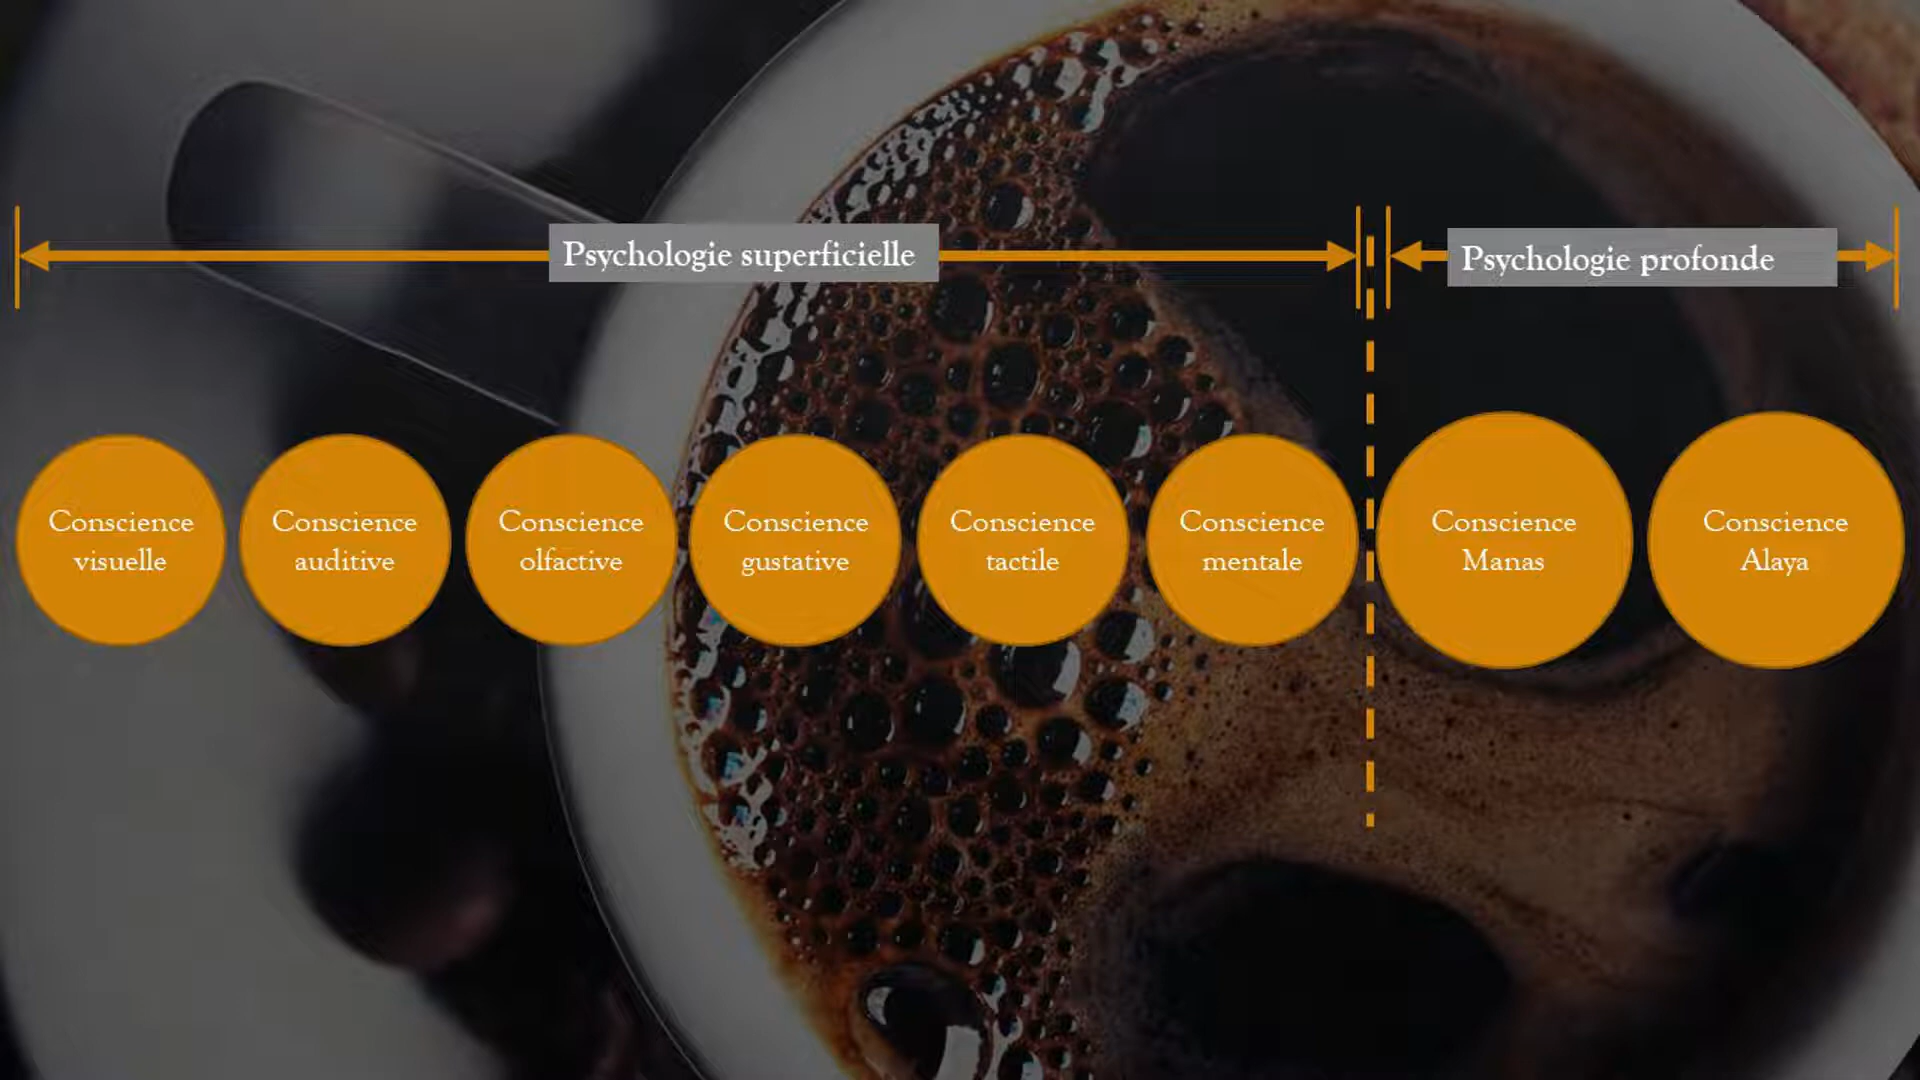 Psychologie superficielle
Psychologie profonde
Conscience
visuelle
Conscience
auditive
Conscience
olfactive
Conscience
gustative
Conscience
tactile
Conscience
mentale
Conscience
Manas
Conscience
Alaya